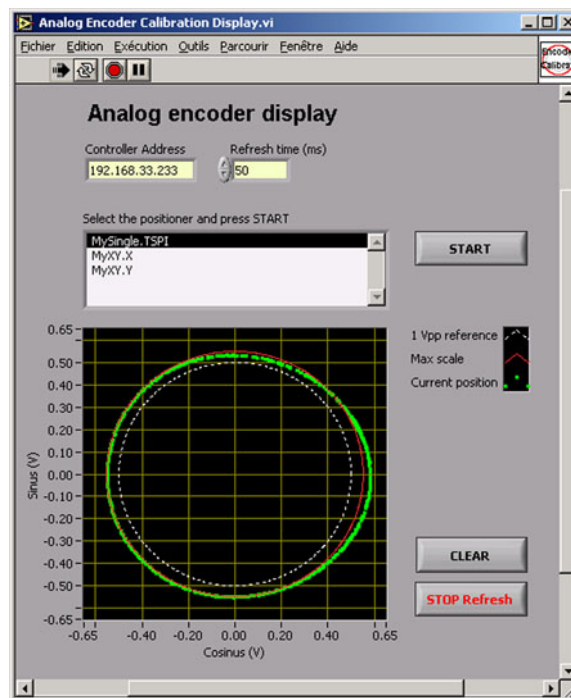 Analog Encoder Calibration Display.vi
Fichier Edition Exécution Outils Parcourir Fenêtre Aide
Encode
Calibra
Analog encoder display
Controller Address
Refresh time (ms)
192.168.33.233
50
Select the positioner and press START
MySingle.TSPI
MyXY.X
MyXY.Y
START
1 Vpp reference
Max scale
Current position
0.65
0.50
0.40
0.30
0.20
0.10
0.00
-0.10
-0.20
-0.30
-0.40
-0.50
-0.65
Sinus (V)
-0.65 -0.40 -0.20 0.00 0.20 0.40 0.65
Cosinus (V)
CLEAR
STOP Refresh